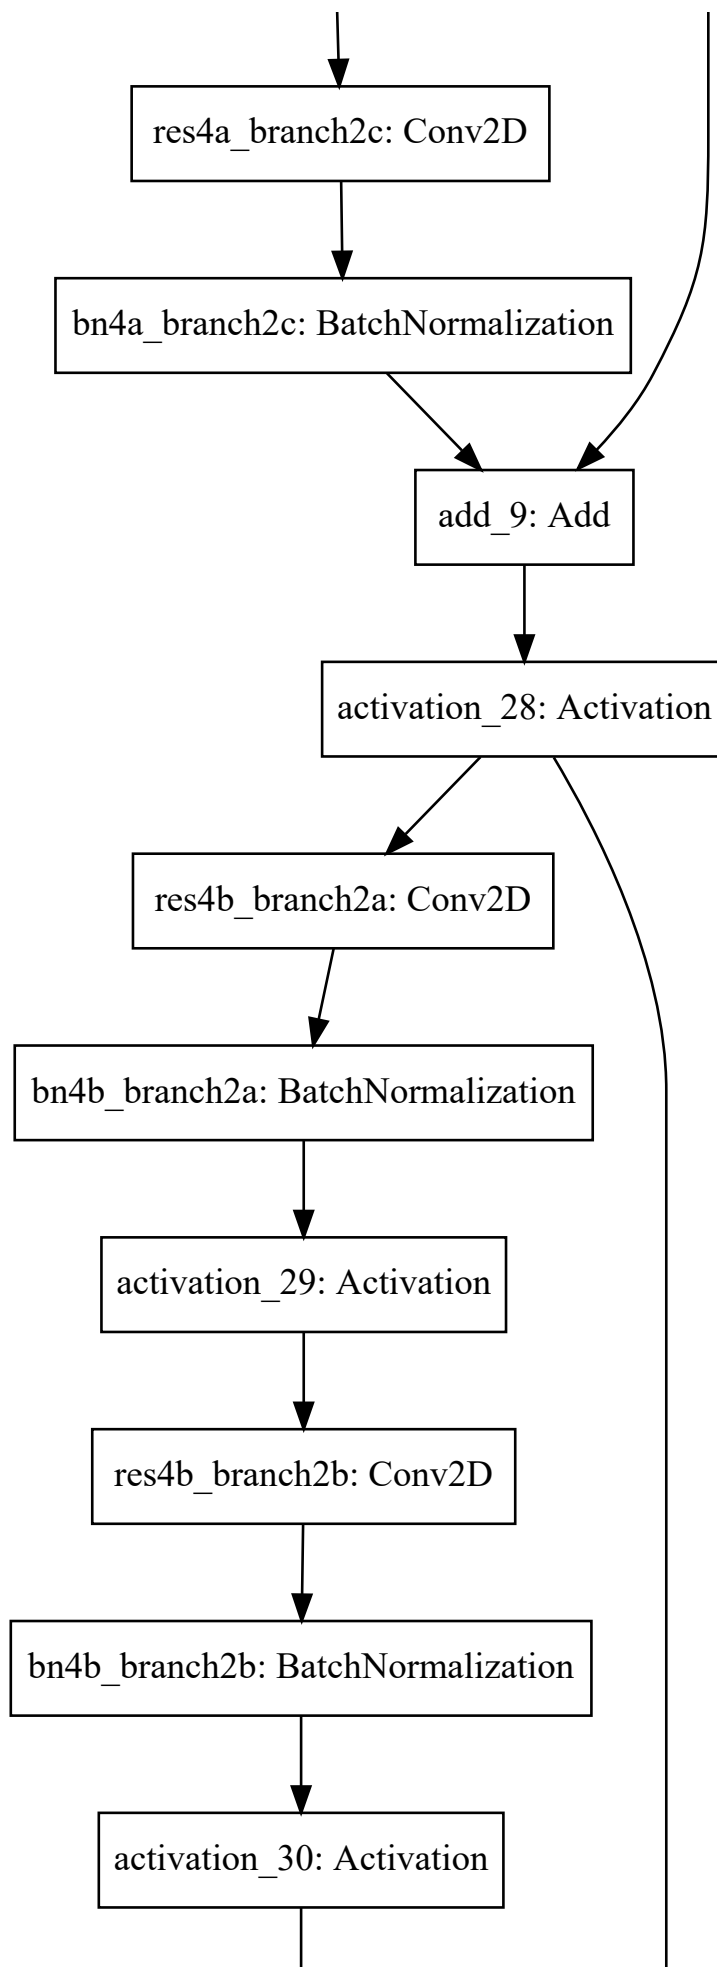 res4a_branch2c: Conv2D
bn4a_branch2c: BatchNormalization
add_9: Add
activation_28: Activation
res4b_branch2a: Conv2D
bn4b_branch2a: BatchNormalization
activation_29: Activation
res4b_branch2b: Conv2D
bn4b_branch2b: BatchNormalization
activation_30: Activation